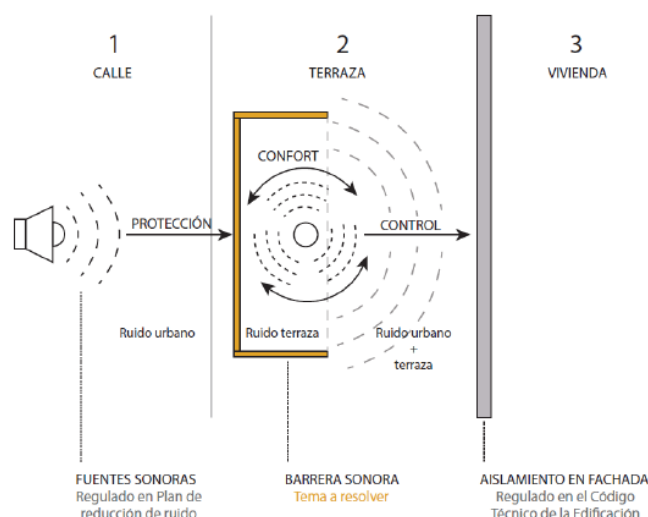 1
CALLE
2
TERRAZA
3
VIVIENDA
CONFORT
PROTECCIÓN
CONTROL
Ruido urbano
Ruido terraza
Ruido urbano
+
terraza
FUENTES SONORAS
Regulado en Plan de
reducción de ruido
BARRERA SONORA
Tema a resolver
AISLAMIENTO EN FACHADA
Regulado en el Código
Técnico de la Edificación